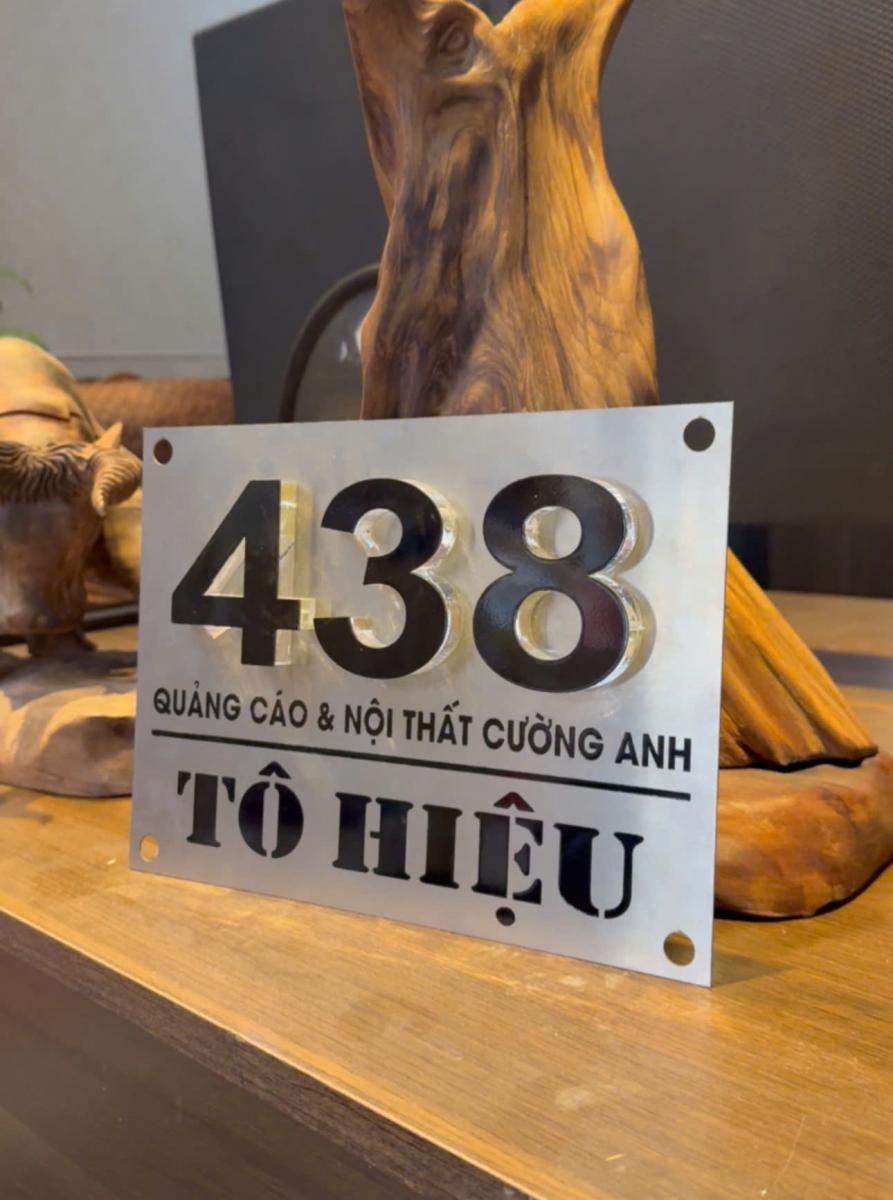 438
QUẢNG CÁO & NỘI THẤT CƯỜNG ANH
TÔ HIỆU